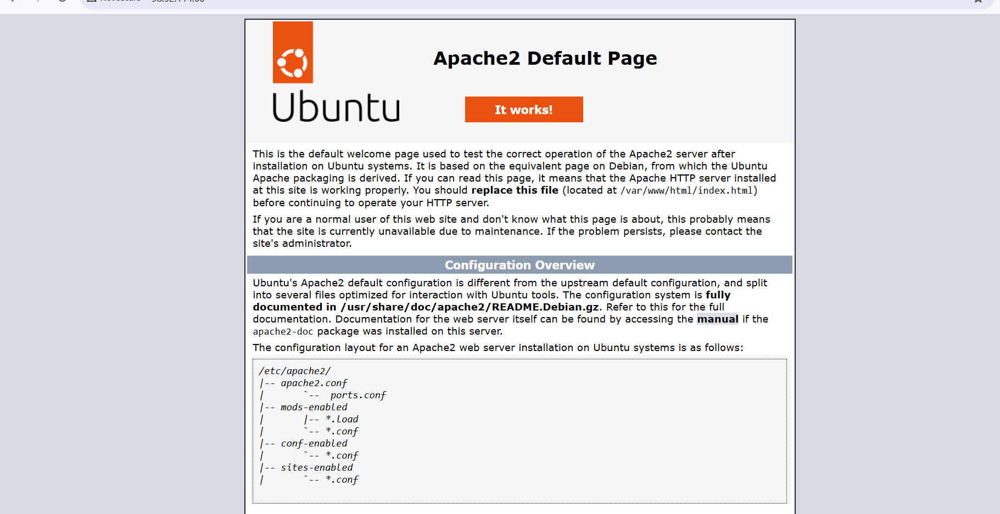 Apache2 Default Page
Ubuntu
It works!
This is the default welcome page used to test the correct operation of the Apache2 server after
installation on Ubuntu systems. It is based on the equivalent page on Debian, from which the Ubuntu
Apache packaging is derived. If you can read this page, it means that the Apache HTTP server installed
at this site is working properly. You should replace this file (located at /var/www/html/index.html)
before continuing to operate your HTTP server.
If you are a normal user of this web site and don't know what this page is about, this probably means
that the site is currently unavailable due to maintenance. If the problem persists, please contact the
site's administrator.
Configuration Overview
Ubuntu's Apache2 default configuration is different from the upstream default configuration, and split
into several files optimized for interaction with Ubuntu tools. The configuration system is fully
documented in /usr/share/doc/apache2/README.Debian.gz. Refer to this for the full
documentation. Documentation for the web server itself can be found by accessing the manual if the
apache2-doc package was installed on this server.
The configuration layout for an Apache2 web server installation on Ubuntu systems is as follows:
/etc/apache2/
|-- apache2.conf
|       `--  ports.conf
|-- mods-enabled
|       |-- *.load
|       `-- *.conf
|-- conf-enabled
|       `-- *.conf
|-- sites-enabled
|       `-- *.conf